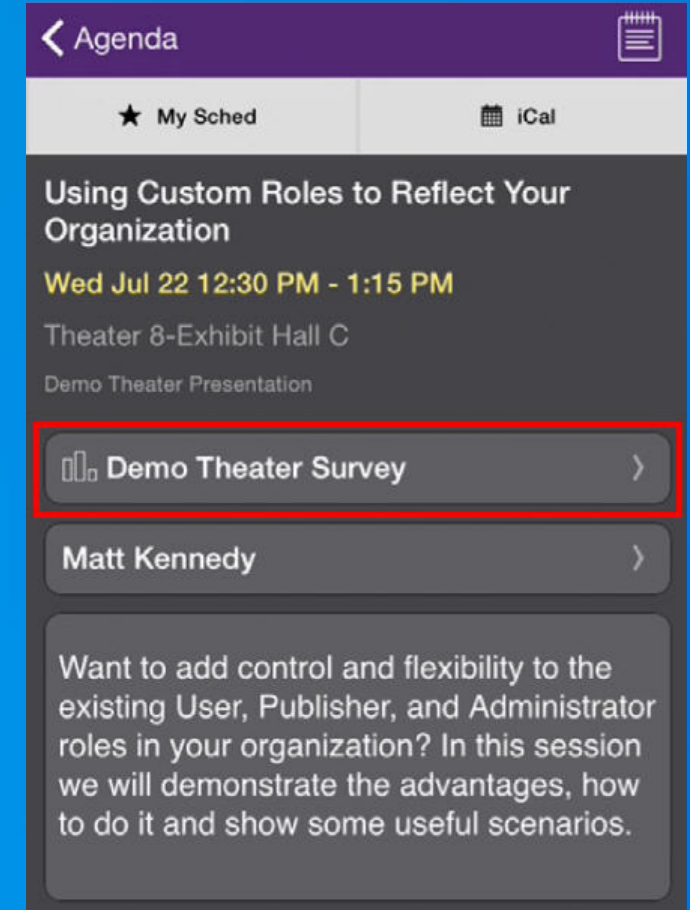 Agenda
My Sched
iCal
Using Custom Roles to Reflect Your
Organization
Wed Jul 22 12:30 PM - 1:15 PM
Theater 8-Exhibit Hall C
Demo Theater Presentation
Demo Theater Survey
Matt Kennedy
Want to add control and flexibility to the
existing User, Publisher, and Administrator
roles in your organization? In this session
we will demonstrate the advantages, how
to do it and show some useful scenarios.